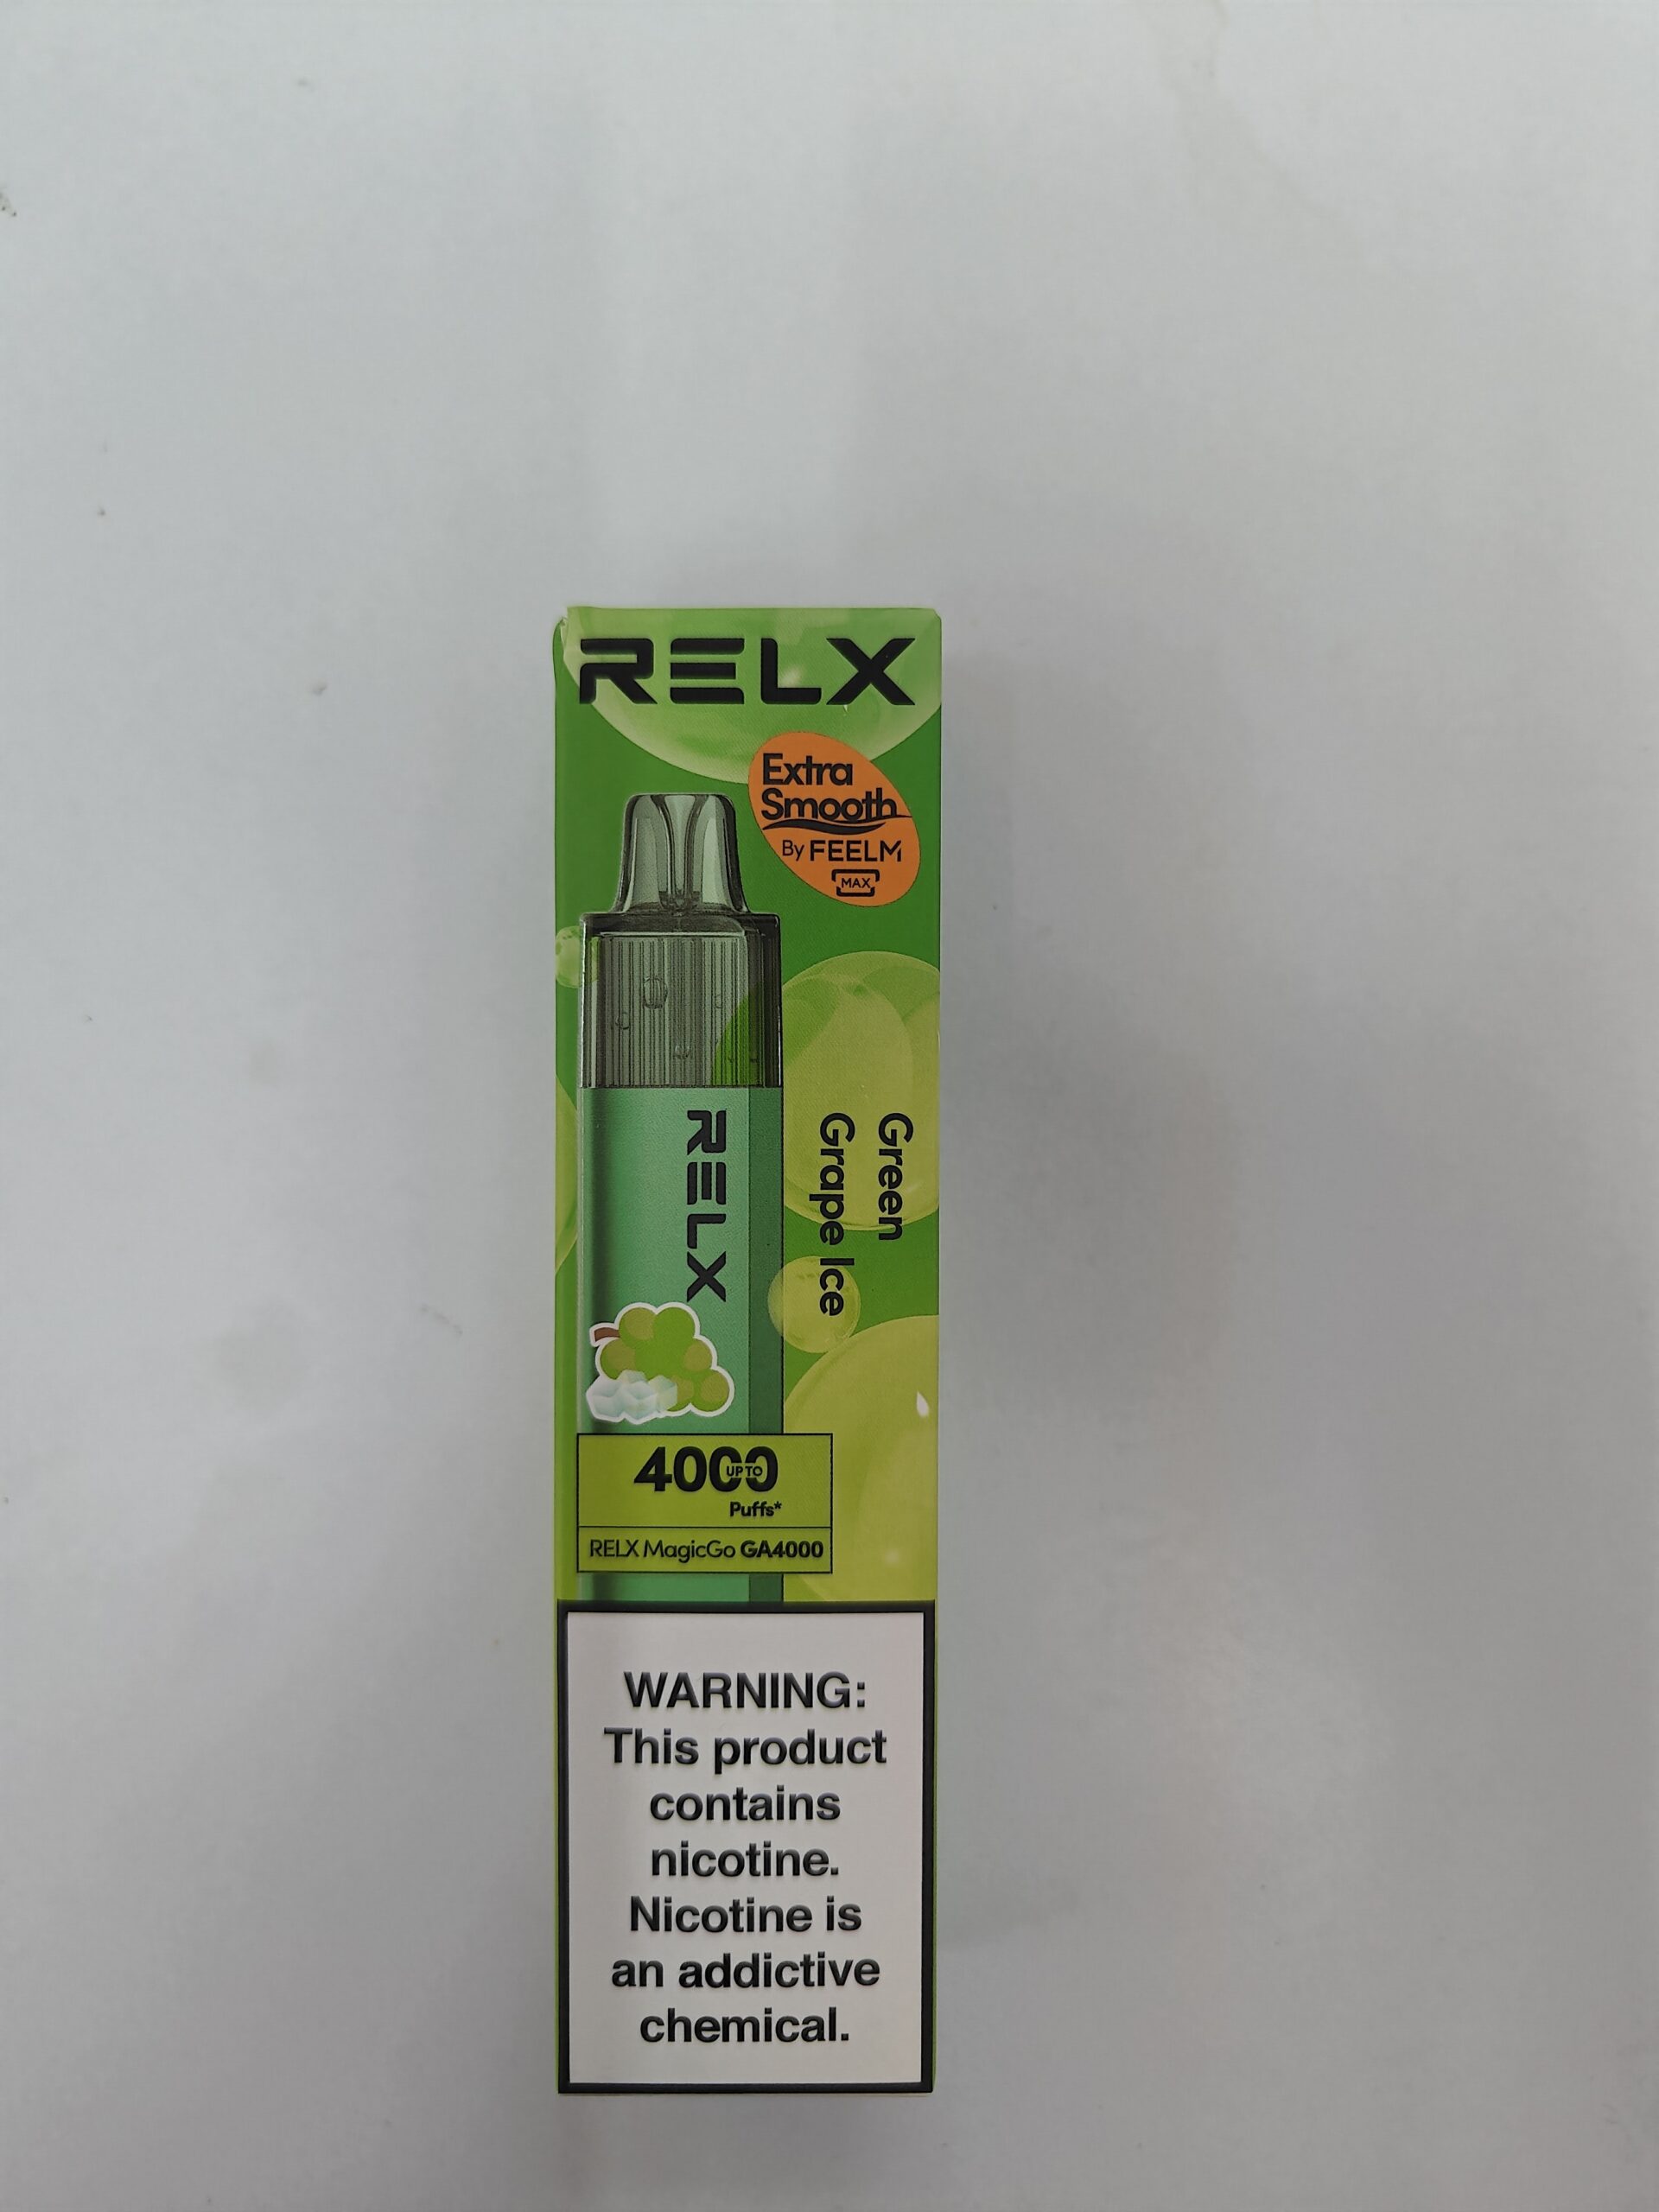 RELX
Extra
Smooth
By FEELM
MAX
RELX
Green
Grape Ice
UP TO
4000
Puffs*
RELX MagicGo GA4000
WARNING:
This product
contains
nicotine.
Nicotine is
an addictive
chemical.